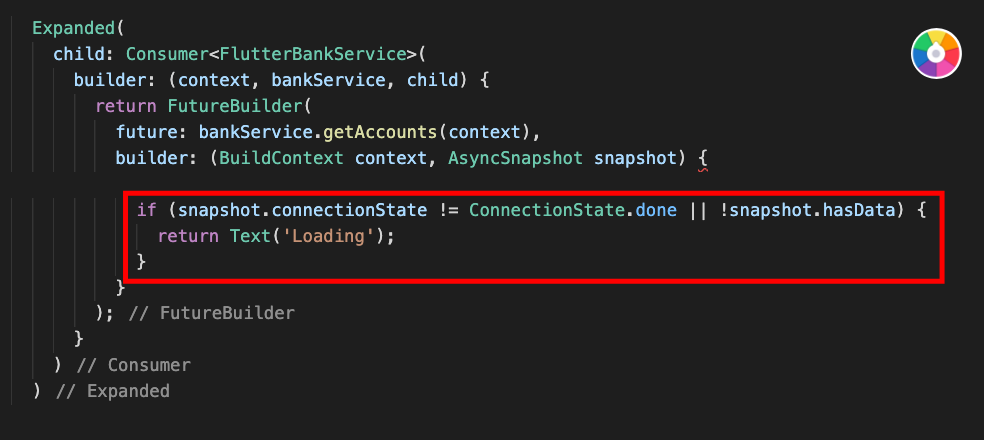 Expanded(
child: Consumer<FlutterBankService>(
builder: (context, bankService, child) {
return FutureBuilder(
future: bankService.getAccounts(context),
builder: (BuildContext context, AsyncSnapshot snapshot) {
if (snapshot.connectionState != ConnectionState.done || !snapshot.hasData) {
return Text('Loading');
}
}
); // FutureBuilder
}
) // Consumer
) // Expanded